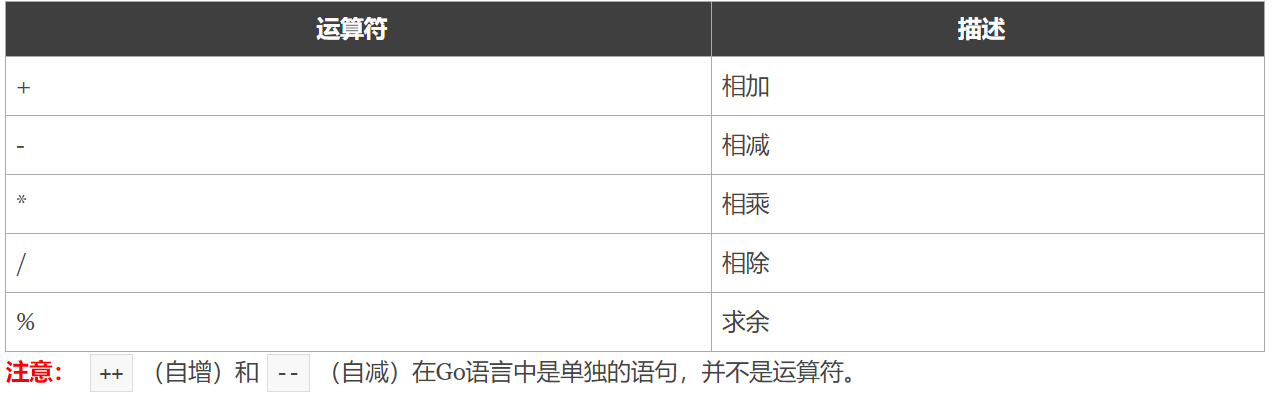 运算符 描述
+ 相加
- 相减
* 相乘
/ 相除
% 求余
注意： ++ （自增）和 -- （自减）在Go语言中是单独的语句，并不是运算符。